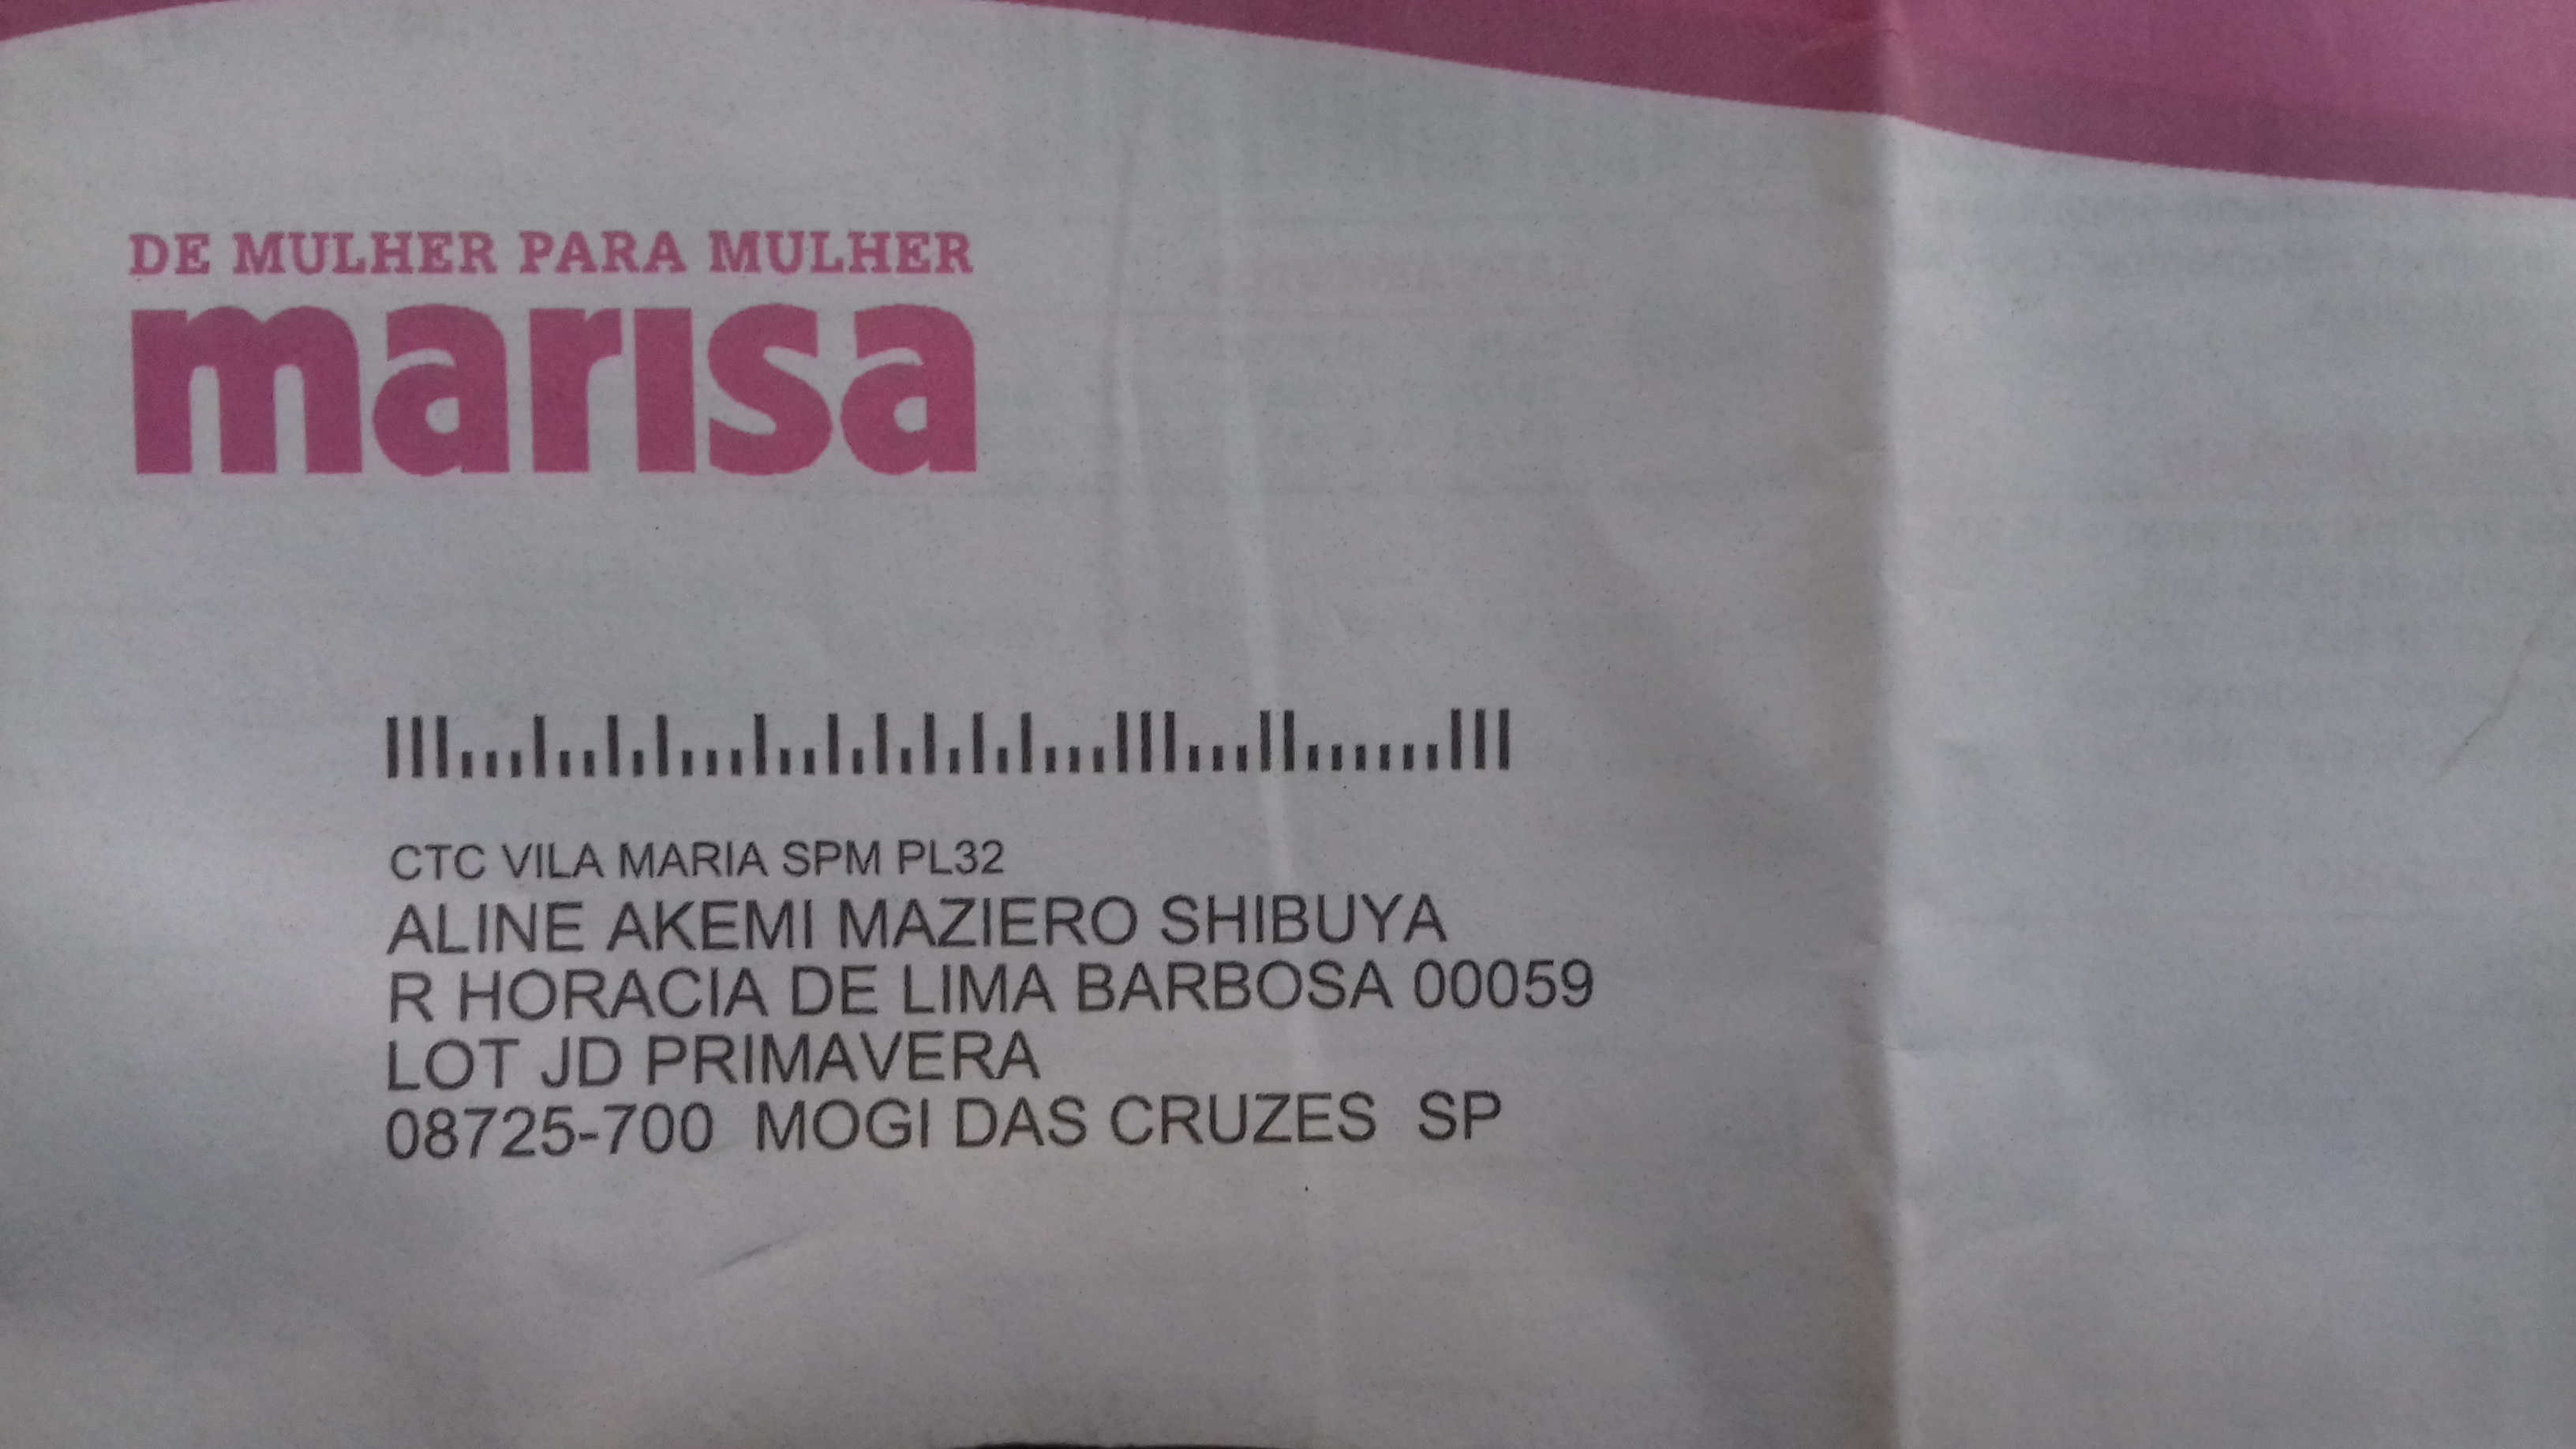 DE MULHER PARA MULHER
marisa
CTC VILA MARIA SPM PL32
ALINE AKEMI MAZIERO SHIBUYA
R HORACIA DE LIMA BARBOSA 00059
LOT JD PRIMAVERA
08725-700 MOGI DAS CRUZES SP